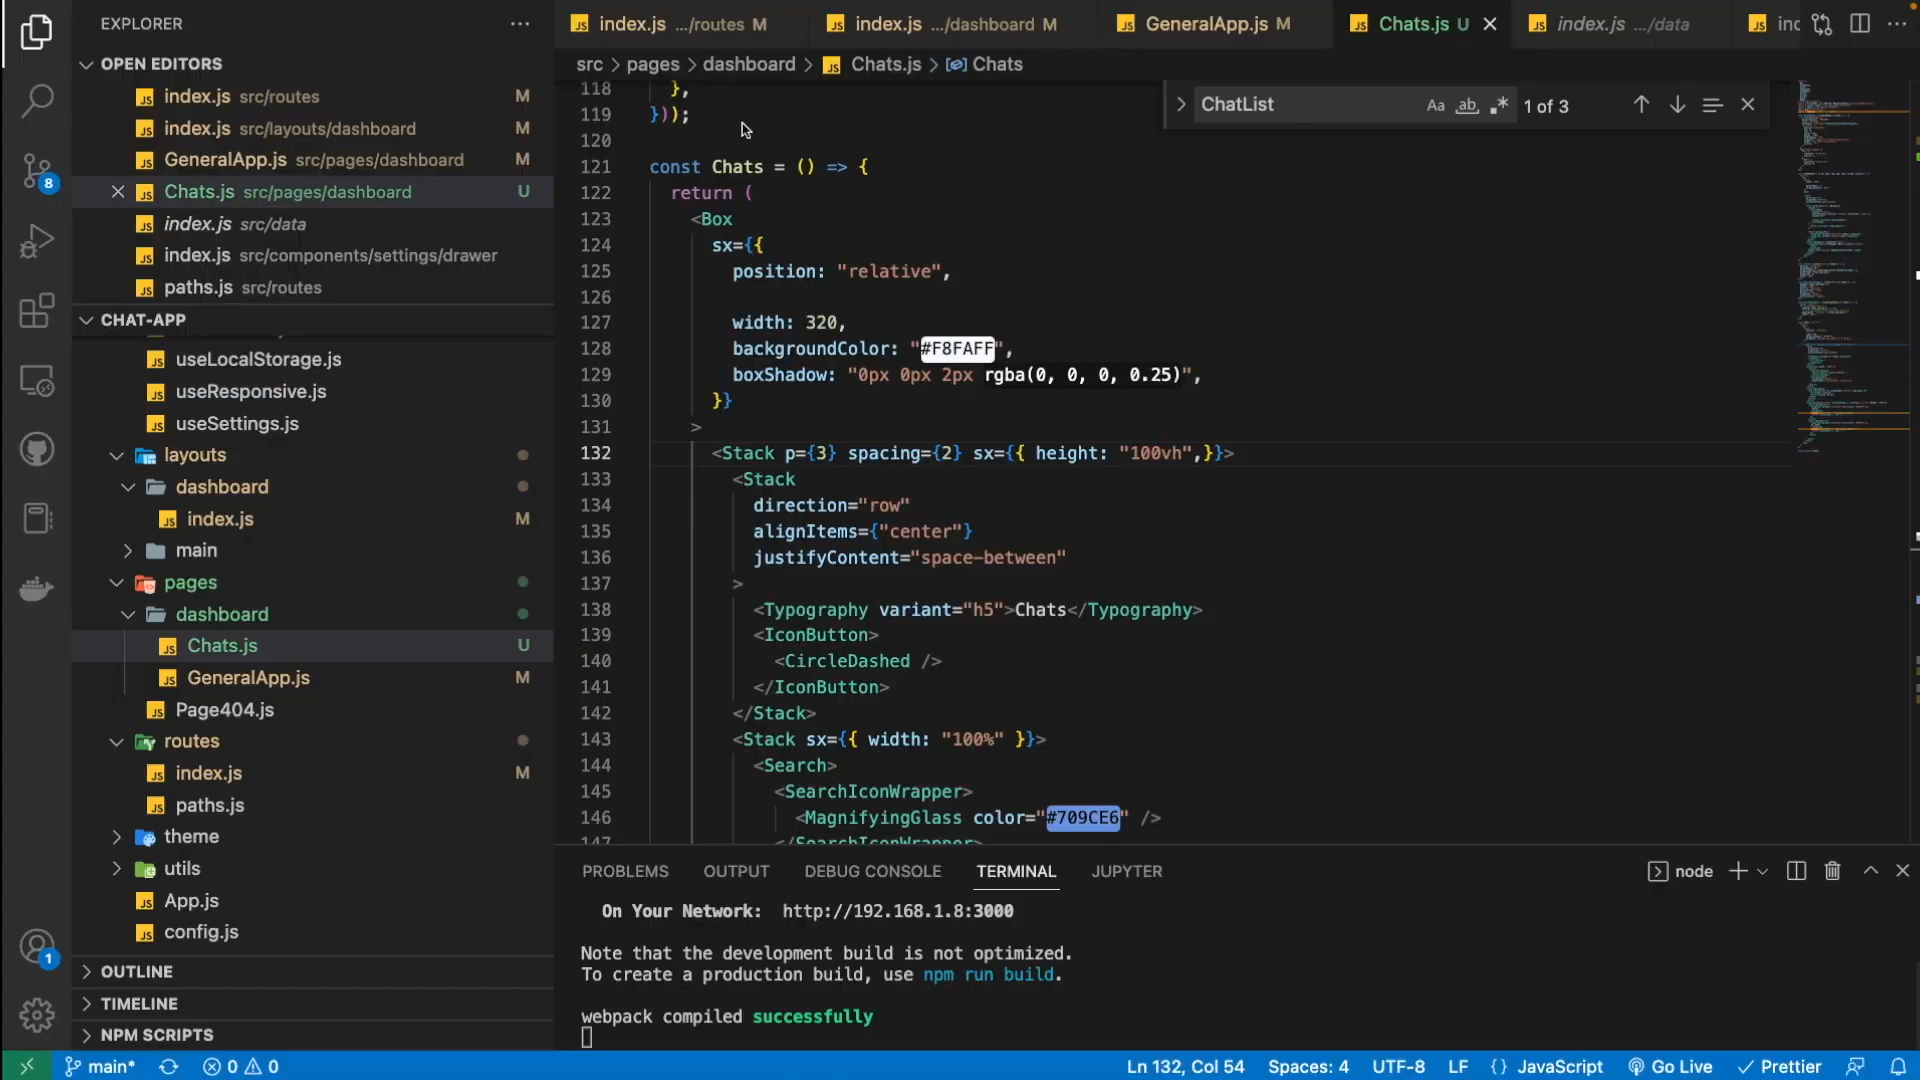 EXPLORER
OPEN EDITORS
index.js src/routes M
index.js src/layouts/dashboard M
GeneralApp.js src/pages/dashboard M
Chats.js src/pages/dashboard U
index.js src/data
index.js src/components/settings/drawer
paths.js src/routes
CHAT-APP
useLocalStorage.js
useResponsive.js
useSettings.js
layouts
dashboard
index.js M
main
pages
dashboard
Chats.js U
GeneralApp.js M
Page404.js
routes
index.js M
paths.js
theme
utils
App.js
config.js
OUTLINE
TIMELINE
NPM SCRIPTS
8
1
index.js .../routes M
index.js .../dashboard M
GeneralApp.js M
Chats.js U
index.js .../data
src > pages > dashboard > Chats.js > Chats
ChatList Aa ab 1 of 3
118 },
119 }));
120
121 const Chats = () => {
122 return (
123 <Box
124 sx={{
125 position: "relative",
126
127 width: 320,
128 backgroundColor: "#F8FAFF",
129 boxShadow: "0px 0px 2px rgba(0, 0, 0, 0.25)",
130 }}
131 >
132 <Stack p={3} spacing={2} sx={{ height: "100vh",}}>
133 <Stack
134 direction="row"
135 alignItems={"center"}
136 justifyContent="space-between"
137 >
138 <Typography variant="h5">Chats</Typography>
139 <IconButton>
140 <CircleDashed />
141 </IconButton>
142 </Stack>
143 <Stack sx={{ width: "100%" }}>
144 <Search>
145 <SearchIconWrapper>
146 <MagnifyingGlass color="#709CE6" />
147 </SearchIconWrapper>
PROBLEMS OUTPUT DEBUG CONSOLE TERMINAL JUPYTER node
On Your Network: http://192.168.1.8:3000
Note that the development build is not optimized.
To create a production build, use npm run build.
webpack compiled successfully
main* 0 0 Ln 132, Col 54 Spaces: 4 UTF-8 LF {} JavaScript Go Live Prettier